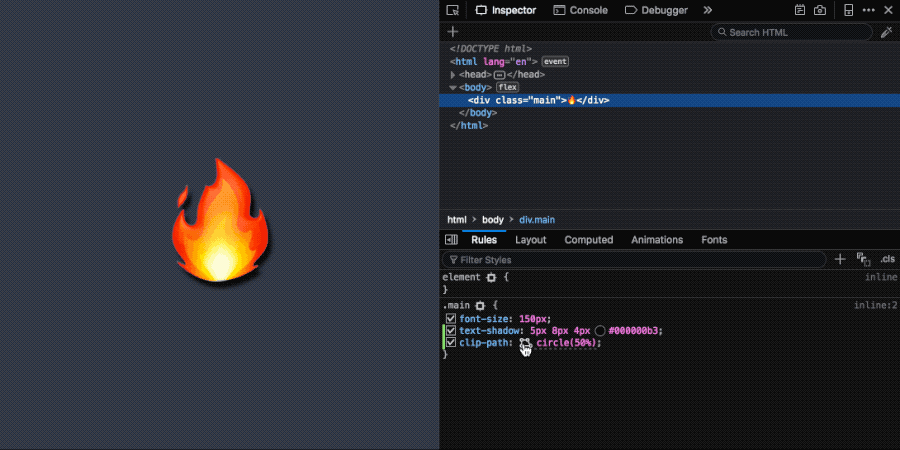 Inspector Console Debugger
Search HTML
<!DOCTYPE html>
<html lang="en"> event
<head> </head>
<body> flex
<div class="main">🔥</div>
</body>
</html>
html > body > div.main
Rules Layout Computed Animations Fonts
Filter Styles .cls
element { inline
}
.main { inline:2
font-size: 150px;
text-shadow: 5px 8px 4px #000000b3;
clip-path: circle(50%);
}